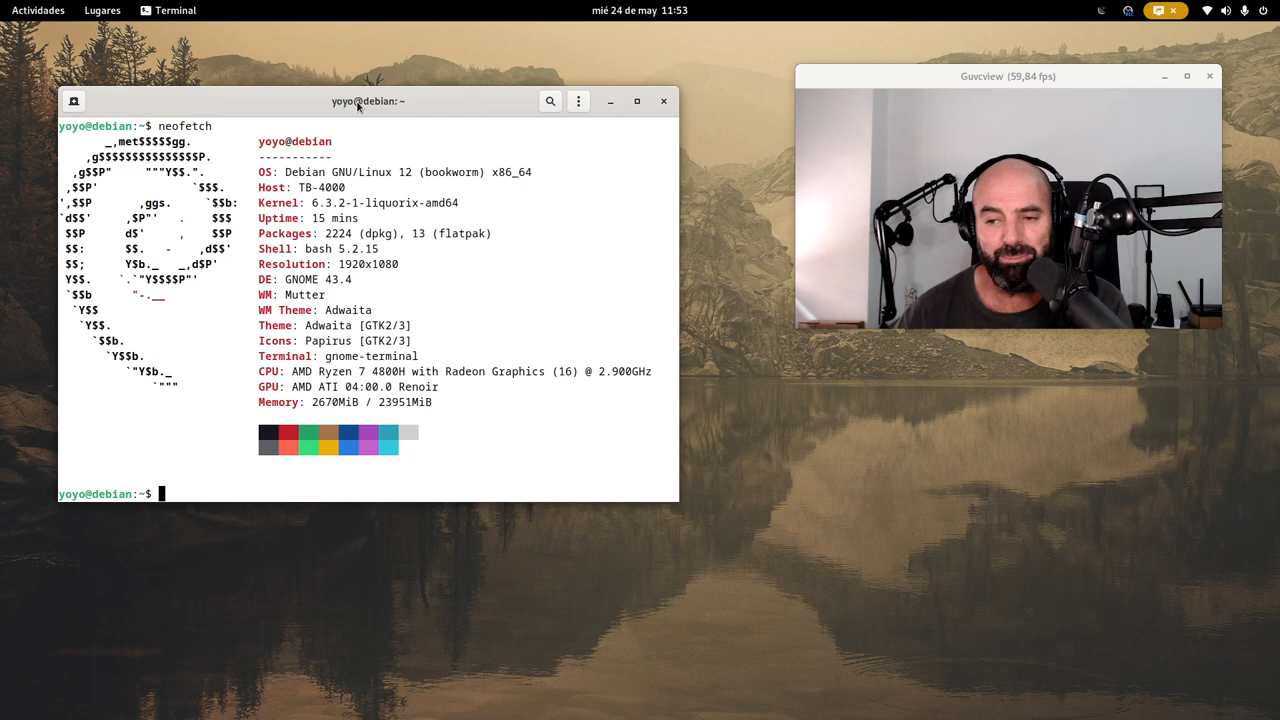 Actividades Lugares Terminal mié 24 de may 11:53
Guvcview (59,84 fps)
yoyo@debian: ~
yoyo@debian:~$ neofetch
_,met$$$$$gg. yoyo@debian
,g$$$$$$$$$$$$$$$P. -----------
,g$$P"     """Y$$.". OS: Debian GNU/Linux 12 (bookworm) x86_64
,$$P'              `$$$. Host: TB-4000
',$$P       ,ggs.     `$$b: Kernel: 6.3.2-1-liquorix-amd64
`d$$'     ,$P"'   .    $$$ Uptime: 15 mins
$$P      d$'     ,    $$P Packages: 2224 (dpkg), 13 (flatpak)
$$:      $$.   -    ,d$$' Shell: bash 5.2.15
$$;      Y$b._   _,d$P' Resolution: 1920x1080
Y$$.    `.`"Y$$$$P"' DE: GNOME 43.4
`$$b      "-.__ WM: Mutter
`Y$$ WM Theme: Adwaita
`Y$$. Theme: Adwaita [GTK2/3]
`$$b. Icons: Papirus [GTK2/3]
`Y$$b. Terminal: gnome-terminal
`"Y$b._ CPU: AMD Ryzen 7 4800H with Radeon Graphics (16) @ 2.900GHz
`""" GPU: AMD ATI 04:00.0 Renoir
Memory: 2670MiB / 23951MiB
yoyo@debian:~$